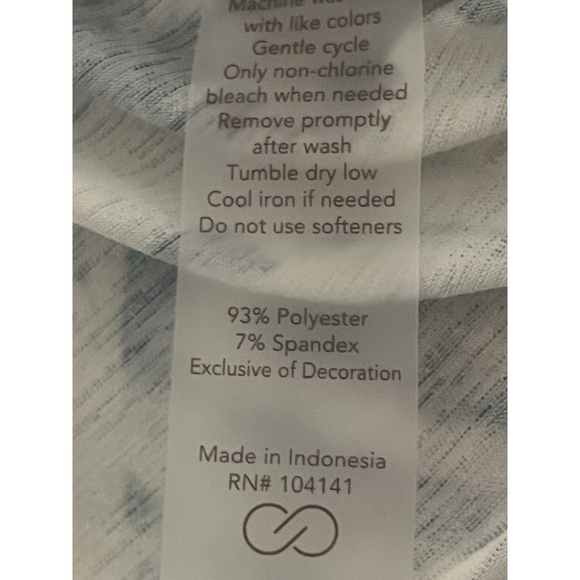 Machine
with like colors
Gentle cycle
Only non-chlorine
bleach when needed
Remove promptly
after wash
Tumble dry low
Cool iron if needed
Do not use softeners
93% Polyester
7% Spandex
Exclusive of Decoration
Made in Indonesia
RN# 104141